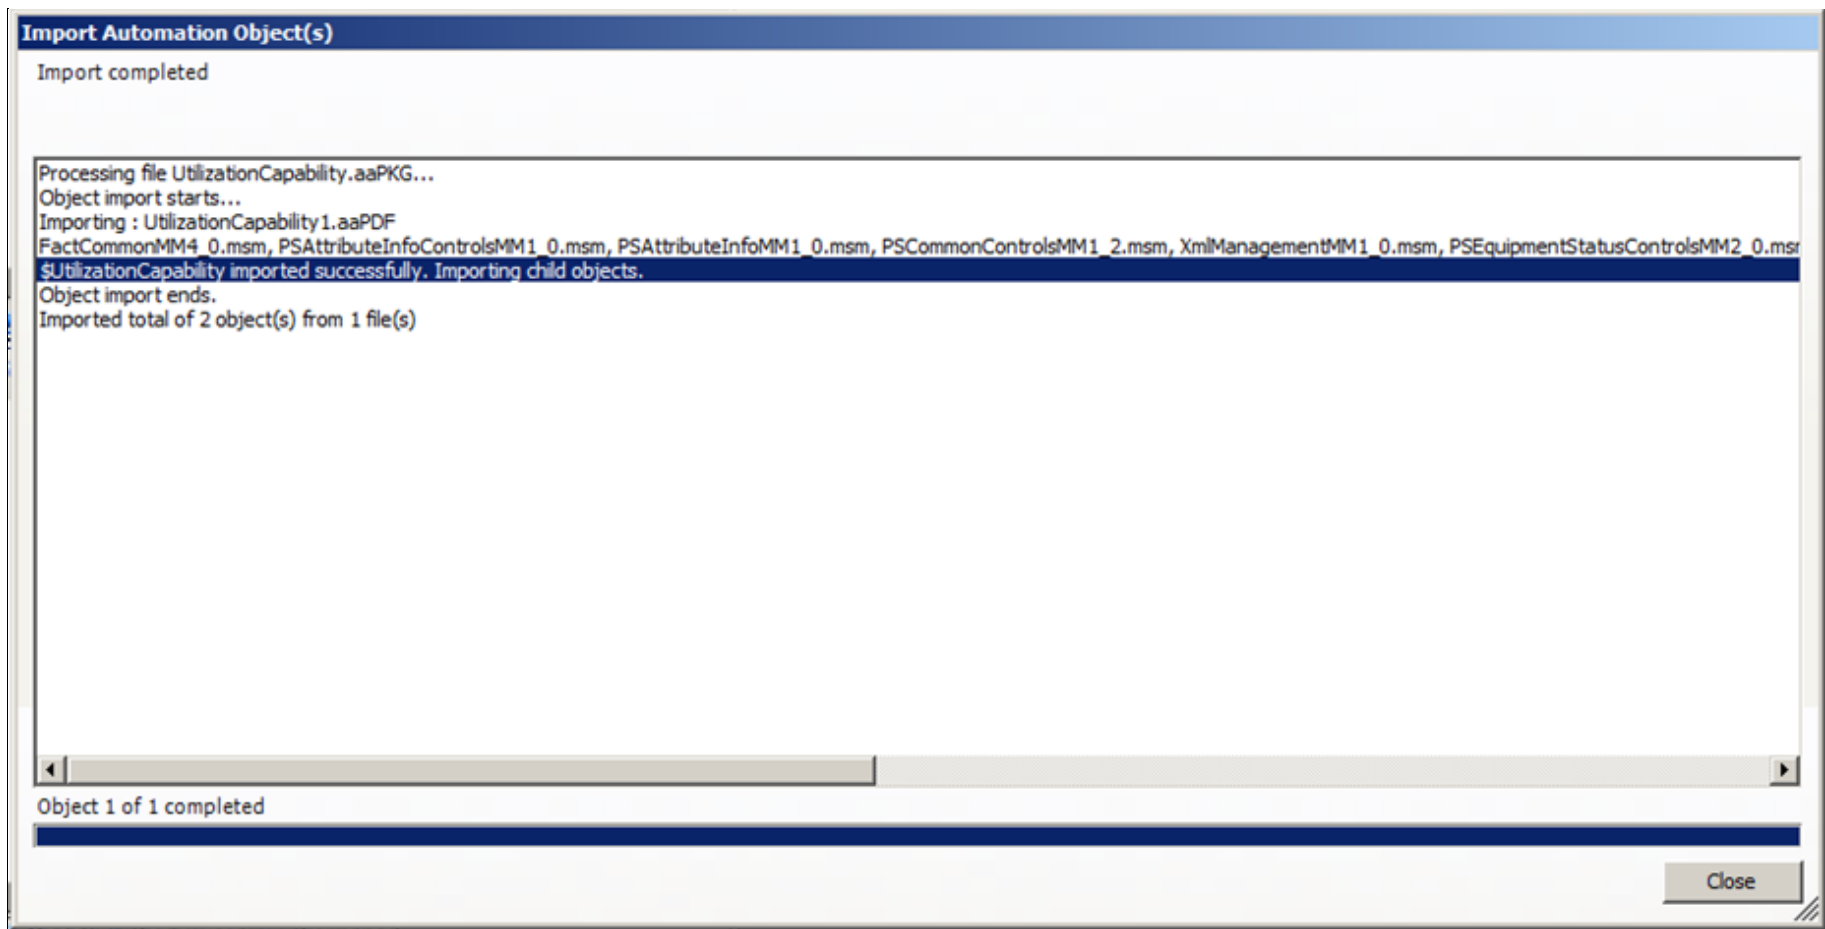 Import Automation Object(s)
Import completed
Processing file UtilizationCapability.aaPKG...
Object import starts...
Importing : UtilizationCapability1.aaPDF
FactCommonMM4_0.msm, PSAttributeInfoControlsMM1_0.msm, PSAttributeInfoMM1_0.msm, PSCommonControlsMM1_2.msm, XmlManagementMM1_0.msm, PSEquipmentStatusControlsMM2_0.msm
$UtilizationCapability imported successfully. Importing child objects.
Object import ends.
Imported total of 2 object(s) from 1 file(s)
Object 1 of 1 completed
Close